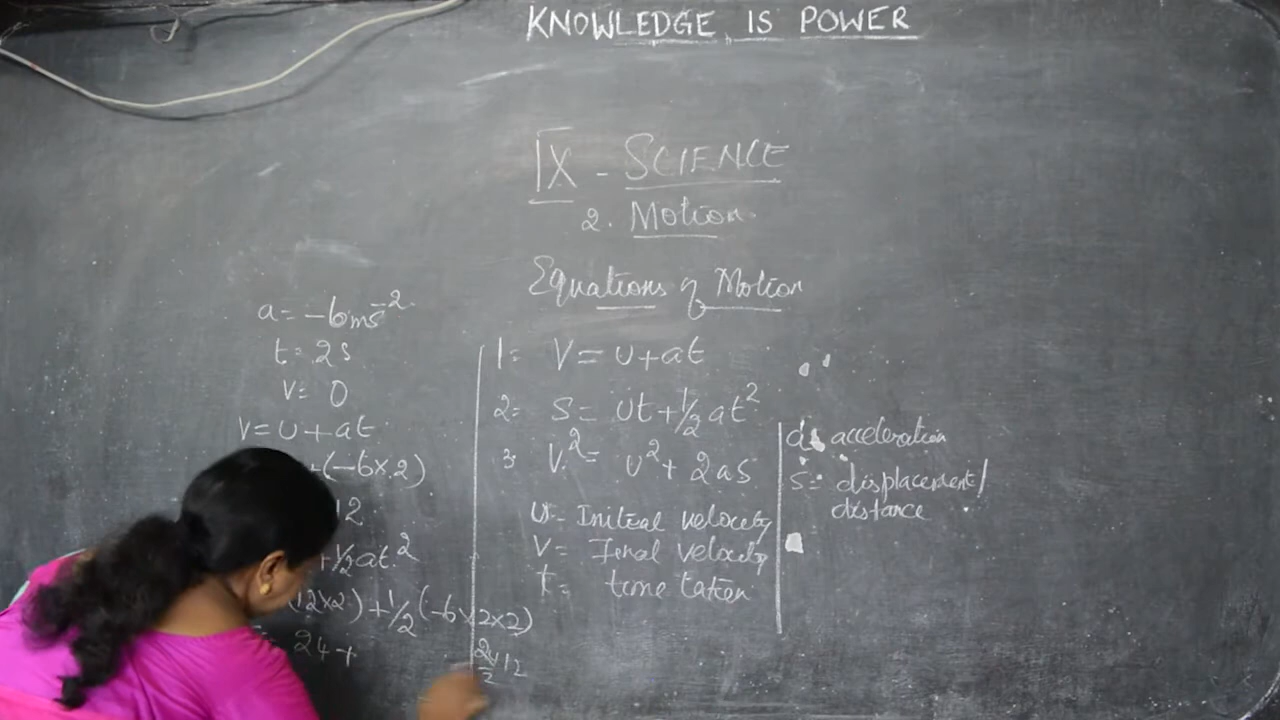 KNOWLEDGE IS POWER
IX - SCIENCE
2. Motion
Equations of Motion
a = -6ms-2
t = 2s
V = 0
V = U + at
+(-6×2)
12
+ 1/2 at2
(12×2) + 1/2 (-6×2×2)
= 24 +
1= V = U + at
2= S = Ut + 1/2 at2
3 V2 = U2 + 2as
U = Initial velocity
V = Final velocity
t = time taken
a = acceleration
S = displacement/
distance